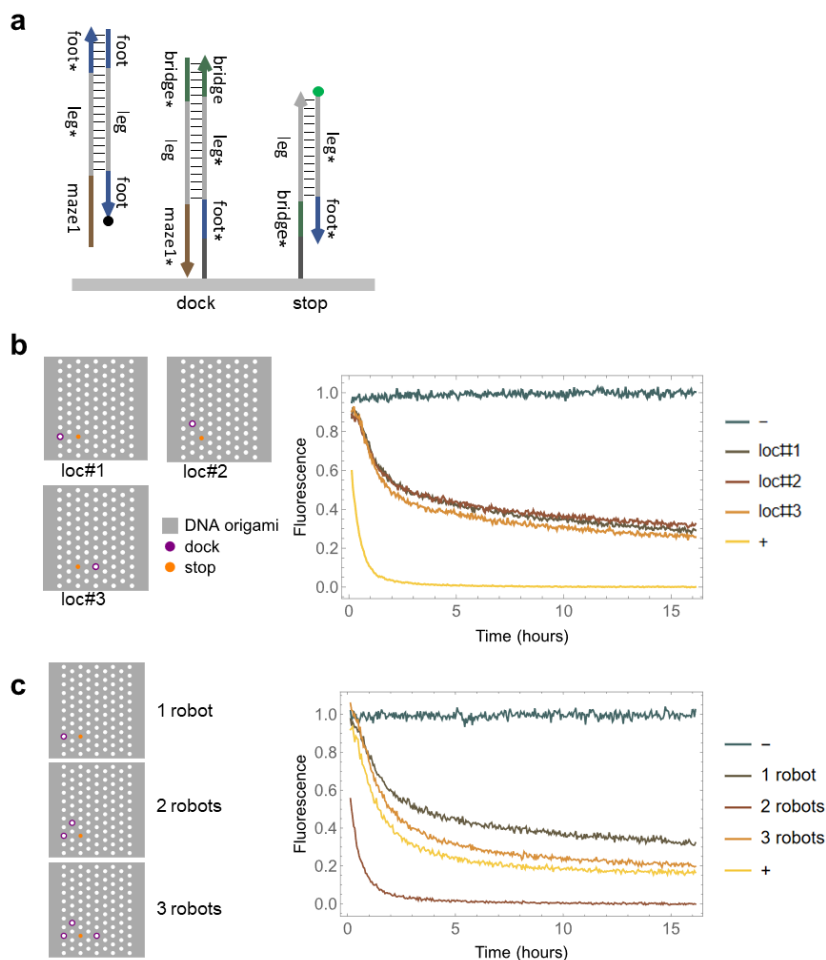 a
foot*
foot
leg*
leg
maze1
foot
bridge*
bridge
leg
leg*
maze1*
foot*
leg
leg*
bridge*
foot*
dock
stop
b
loc#1
loc#2
loc#3
DNA origami
dock
stop
Fluorescence
1.0
0.8
0.6
0.4
0.2
0.0
0
5
10
15
Time (hours)
−
loc#1
loc#2
loc#3
+
c
1 robot
2 robots
3 robots
Fluorescence
1.0
0.8
0.6
0.4
0.2
0.0
0
5
10
15
Time (hours)
−
1 robot
2 robots
3 robots
+